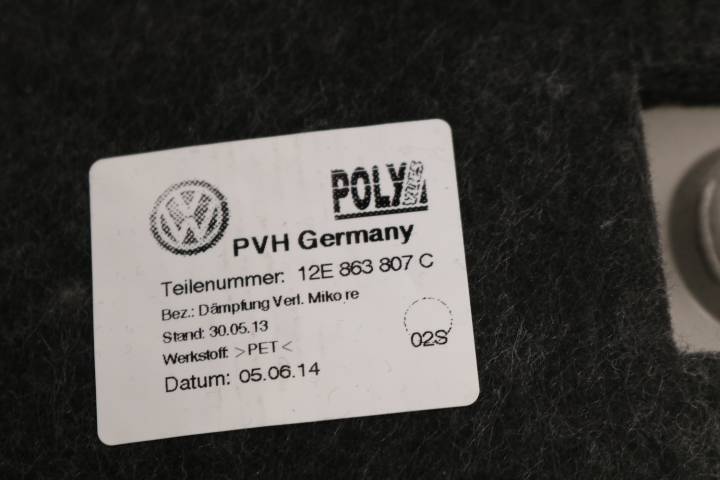 POLY
PVH Germany
Teilenummer: 12E 863 807 C
Bez.: Dämpfung Verl. Miko re
Stand: 30.05.13
Werkstoff: >PET<
02S
Datum: 05.06.14